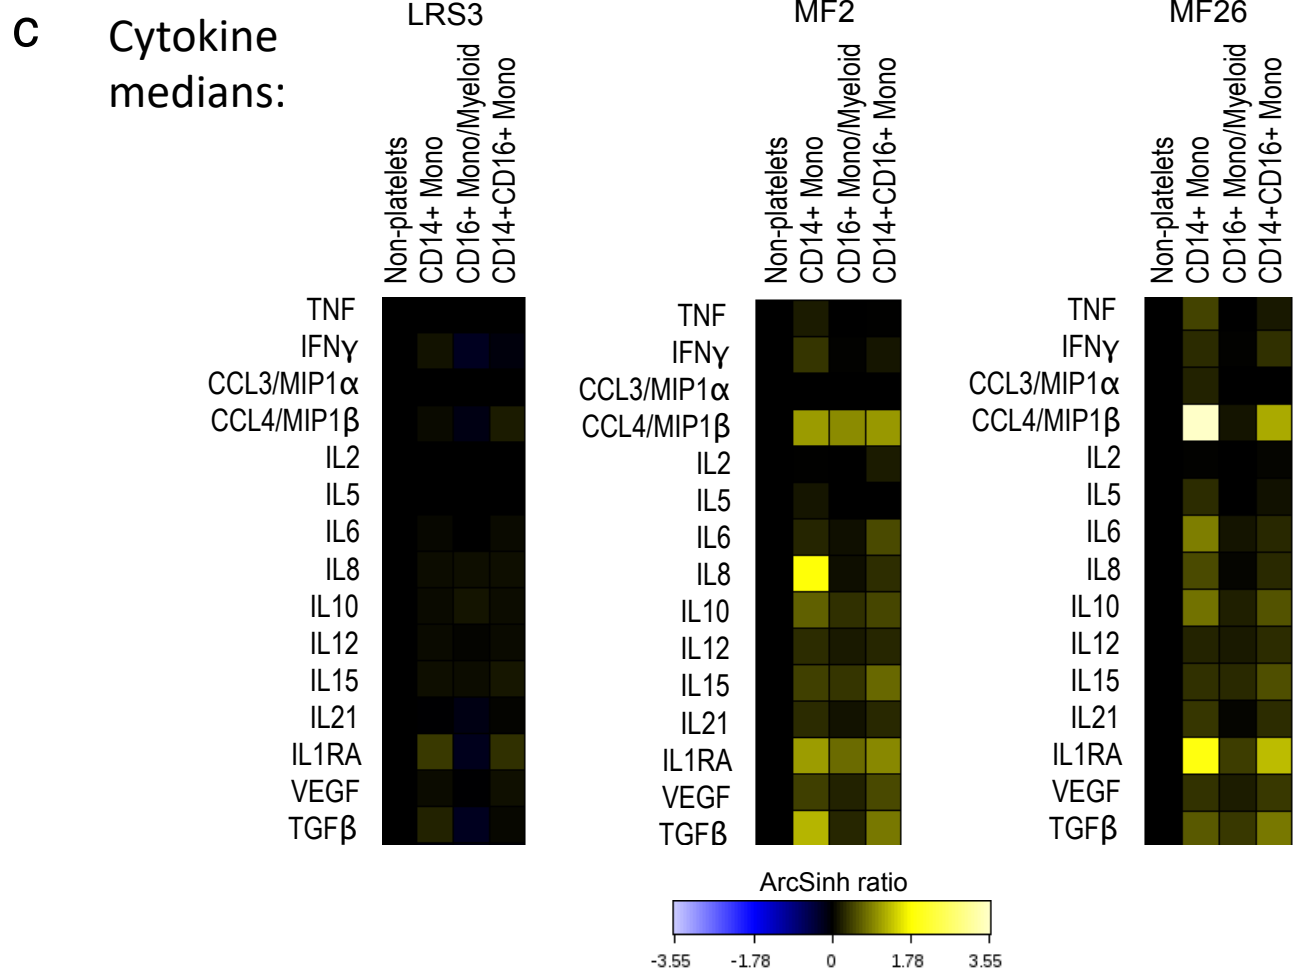 C
Cytokine
medians:
LRS3
MF2
MF26
Non-platelets
CD14+ Mono
CD16+ Mono/Myeloid
CD14+CD16+ Mono
Non-platelets
CD14+ Mono
CD16+ Mono/Myeloid
CD14+CD16+ Mono
Non-platelets
CD14+ Mono
CD16+ Mono/Myeloid
CD14+CD16+ Mono
TNF
IFNγ
CCL3/MIP1α
CCL4/MIP1β
IL2
IL5
IL6
IL8
IL10
IL12
IL15
IL21
IL1RA
VEGF
TGFβ
TNF
IFNγ
CCL3/MIP1α
CCL4/MIP1β
IL2
IL5
IL6
IL8
IL10
IL12
IL15
IL21
IL1RA
VEGF
TGFβ
TNF
IFNγ
CCL3/MIP1α
CCL4/MIP1β
IL2
IL5
IL6
IL8
IL10
IL12
IL15
IL21
IL1RA
VEGF
TGFβ
ArcSinh ratio
-3.55 -1.78 0 1.78 3.55